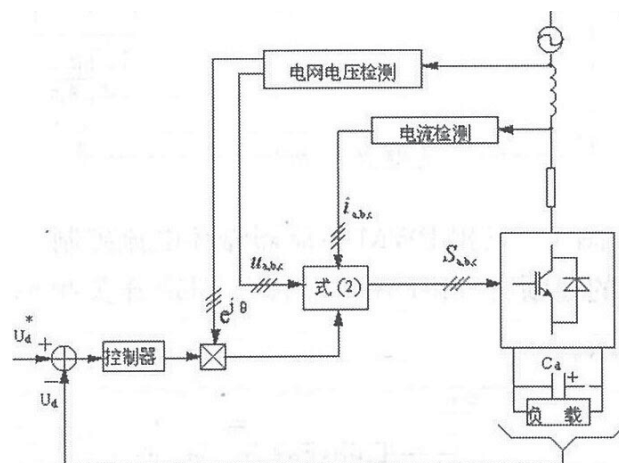 电网电压检测
电流检测
i a,b,c
u a,b,c
S a,b,c
式(2)
e jθ
U d *
+
控制器
−
U d
C d
+
负 载